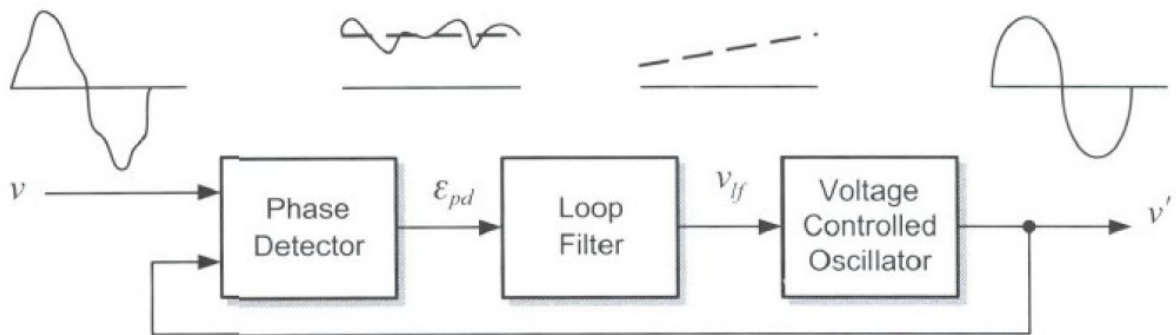 v
Phase
Detector
ε_pd
Loop
Filter
v_lf
Voltage
Controlled
Oscillator
v'